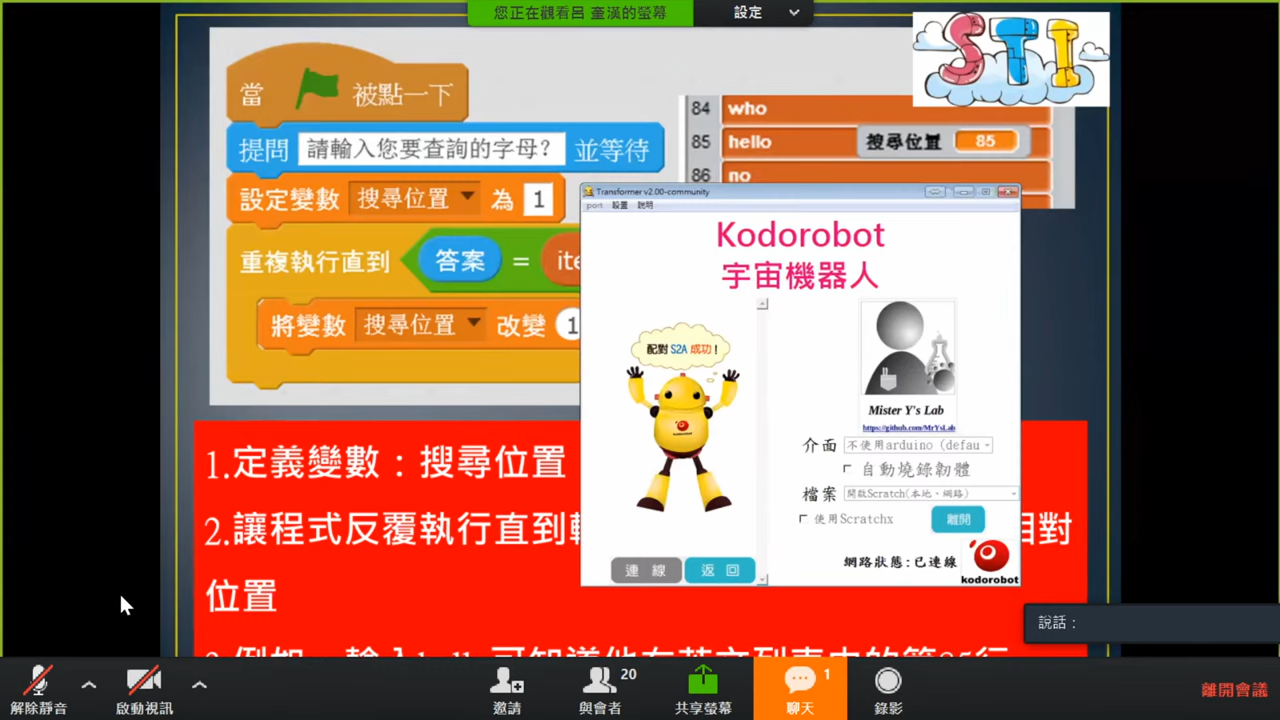 您正在觀看呂 奎漢的螢幕
設定
STI
當 被點一下
提問 請輸入您要查詢的字母? 並等待
設定變數 搜尋位置 為 1
重複執行直到 答案 = ite
將變數 搜尋位置 改變 1
84 who
85 hello
搜尋位置 85
86 no
Transformer v2.00-community
port 設置 說明
Kodorobot
宇宙機器人
配對 S2A 成功!
Mister Y's Lab
https://github.com/MrYsLab
介面 不使用arduino (defau
自動燒錄韌體
檔案 開啟Scratch(本地、網路)
使用Scratchx
離開
網路狀態:已連線
kodorobot
連 線
返 回
1.定義變數:搜尋位置
2.讓程式反覆執行直到 相對
位置
說話:
解除靜音
啟動視訊
邀請
與會者
20
共享螢幕
聊天
1
錄影
離開會議